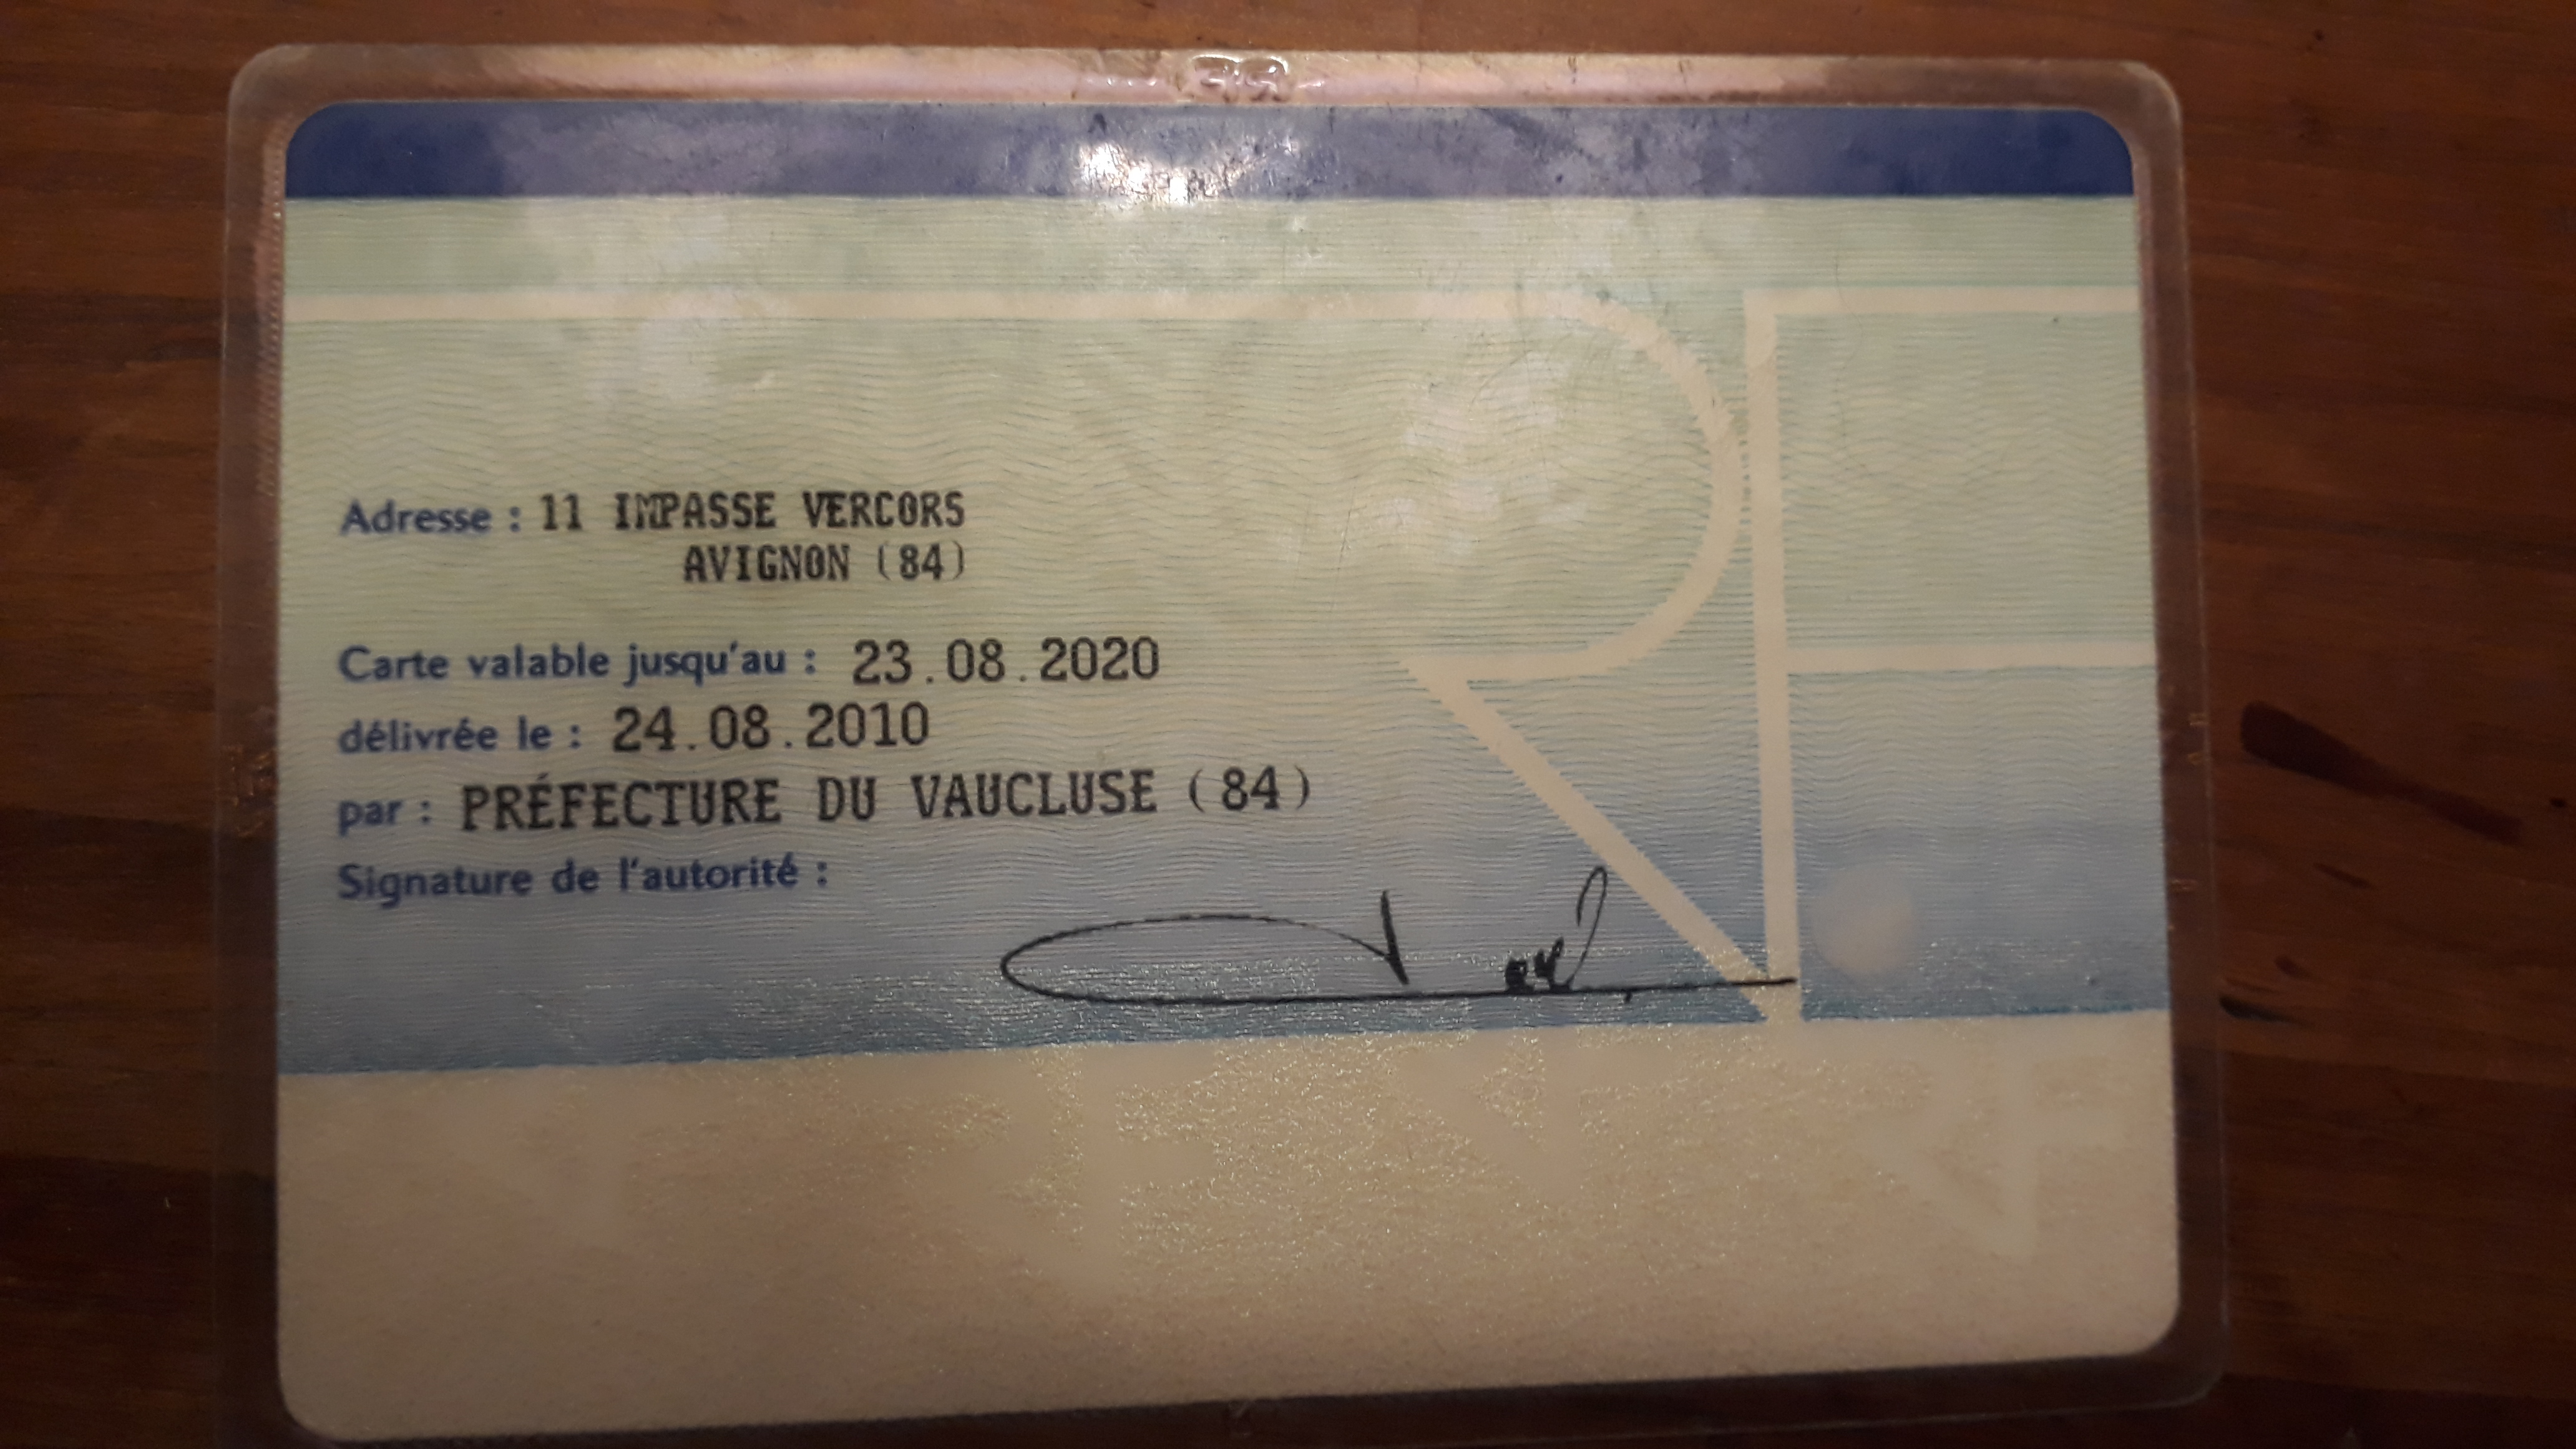 Adresse : 11 IMPASSE VERCORS
AVIGNON (84)
Carte valable jusqu'au : 23.08.2020
délivrée le : 24.08.2010
par : PRÉFECTURE DU VAUCLUSE (84)
Signature de l'autorité :
RF